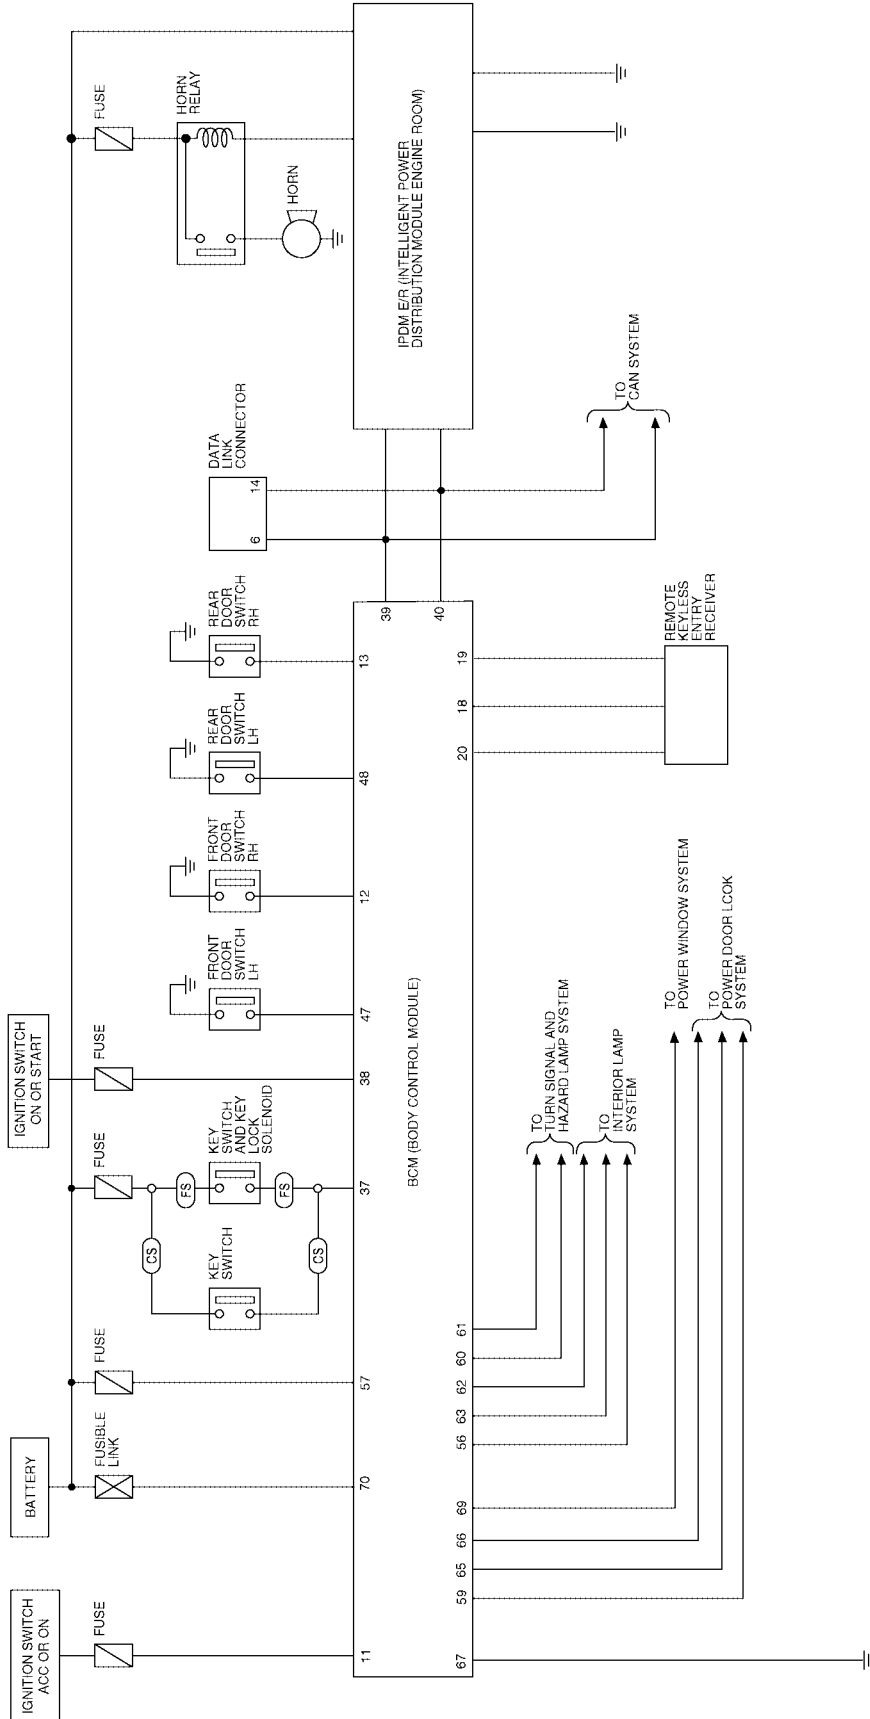 IGNITION SWITCH
ACC OR ON
BATTERY
IGNITION SWITCH
ON OR START
FUSE
FUSIBLE
LINK
FUSE
FUSE
FUSE
FUSE
CS
CS
FS
FS
KEY
SWITCH
KEY
SWITCH
AND KEY
LOCK
SOLENOID
FRONT
DOOR
SWITCH
LH
FRONT
DOOR
SWITCH
RH
REAR
DOOR
SWITCH
LH
REAR
DOOR
SWITCH
RH
DATA
LINK
CONNECTOR
6
14
HORN
RELAY
HORN
11
70
57
37
38
47
12
48
13
39
40
BCM (BODY CONTROL MODULE)
IPDM E/R (INTELLIGENT POWER
DISTRIBUTION MODULE ENGINE ROOM)
67
59
65
66
69
56
63
62
60
61
20
18
19
TO
TURN SIGNAL AND
HAZARD LAMP SYSTEM
TO
INTERIOR LAMP
SYSTEM
TO
POWER WINDOW SYSTEM
TO
POWER DOOR LCOK
SYSTEM
REMOTE
KEYLESS
ENTRY
RECEIVER
TO
CAN SYSTEM